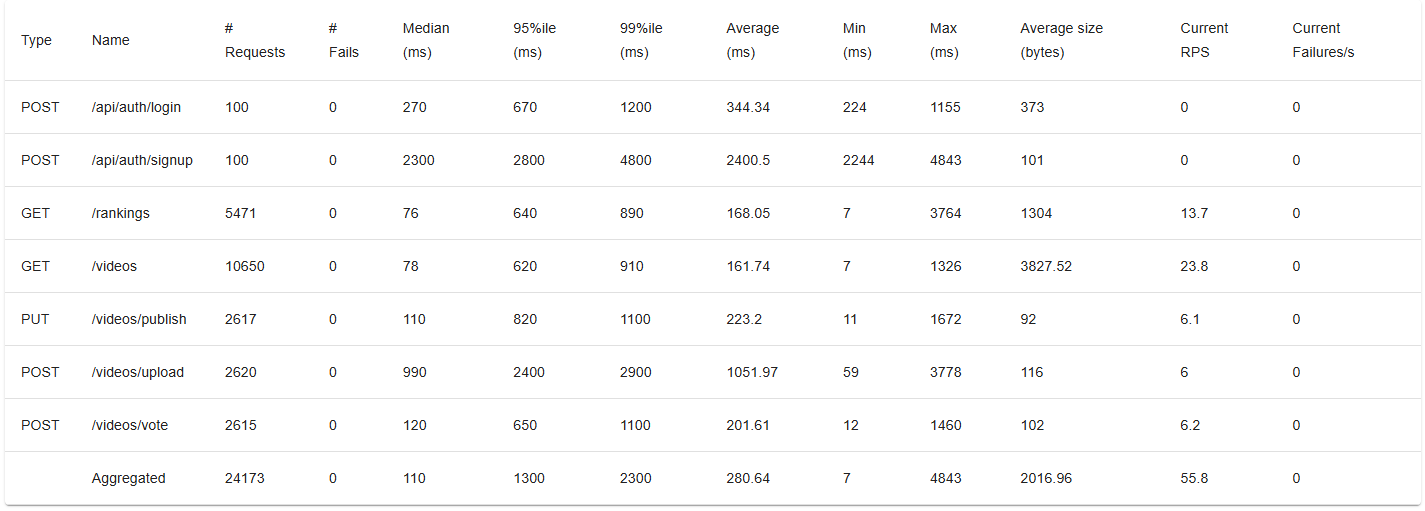 Type Name # Requests # Fails Median (ms) 95%ile (ms) 99%ile (ms) Average (ms) Min (ms) Max (ms) Average size (bytes) Current RPS Current Failures/s
POST /api/auth/login 100 0 270 670 1200 344.34 224 1155 373 0 0
POST /api/auth/signup 100 0 2300 2800 4800 2400.5 2244 4843 101 0 0
GET /rankings 5471 0 76 640 890 168.05 7 3764 1304 13.7 0
GET /videos 10650 0 78 620 910 161.74 7 1326 3827.52 23.8 0
PUT /videos/publish 2617 0 110 820 1100 223.2 11 1672 92 6.1 0
POST /videos/upload 2620 0 990 2400 2900 1051.97 59 3778 116 6 0
POST /videos/vote 2615 0 120 650 1100 201.61 12 1460 102 6.2 0
Aggregated 24173 0 110 1300 2300 280.64 7 4843 2016.96 55.8 0